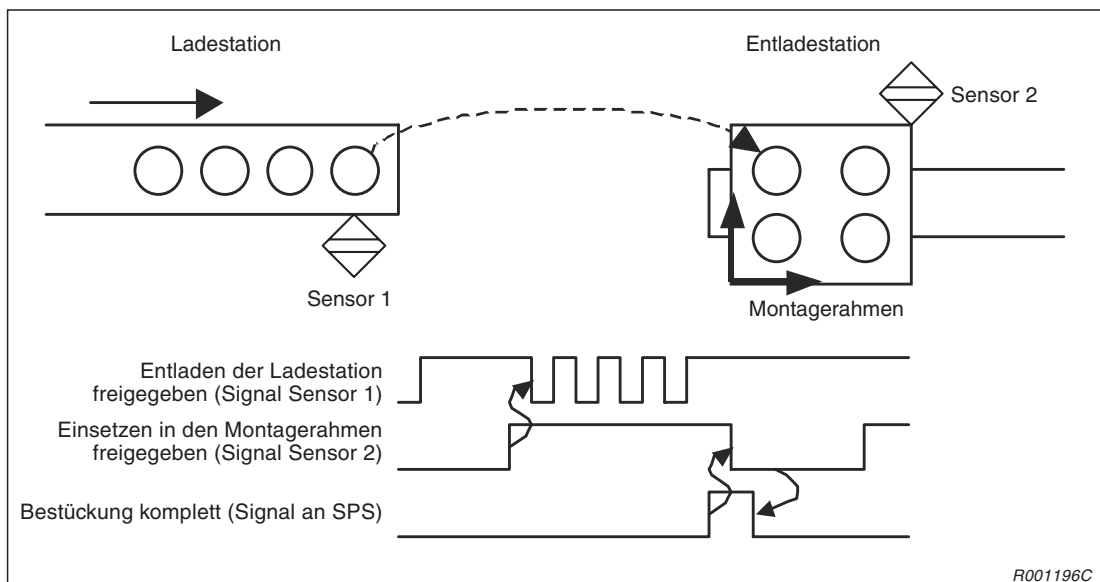 Ladestation
Entladestation
Sensor 2
Sensor 1
Montagerahmen
Entladen der Ladestation
freigegeben (Signal Sensor 1)
Einsetzen in den Montagerahmen
freigegeben (Signal Sensor 2)
Bestückung komplett (Signal an SPS)
R001196C